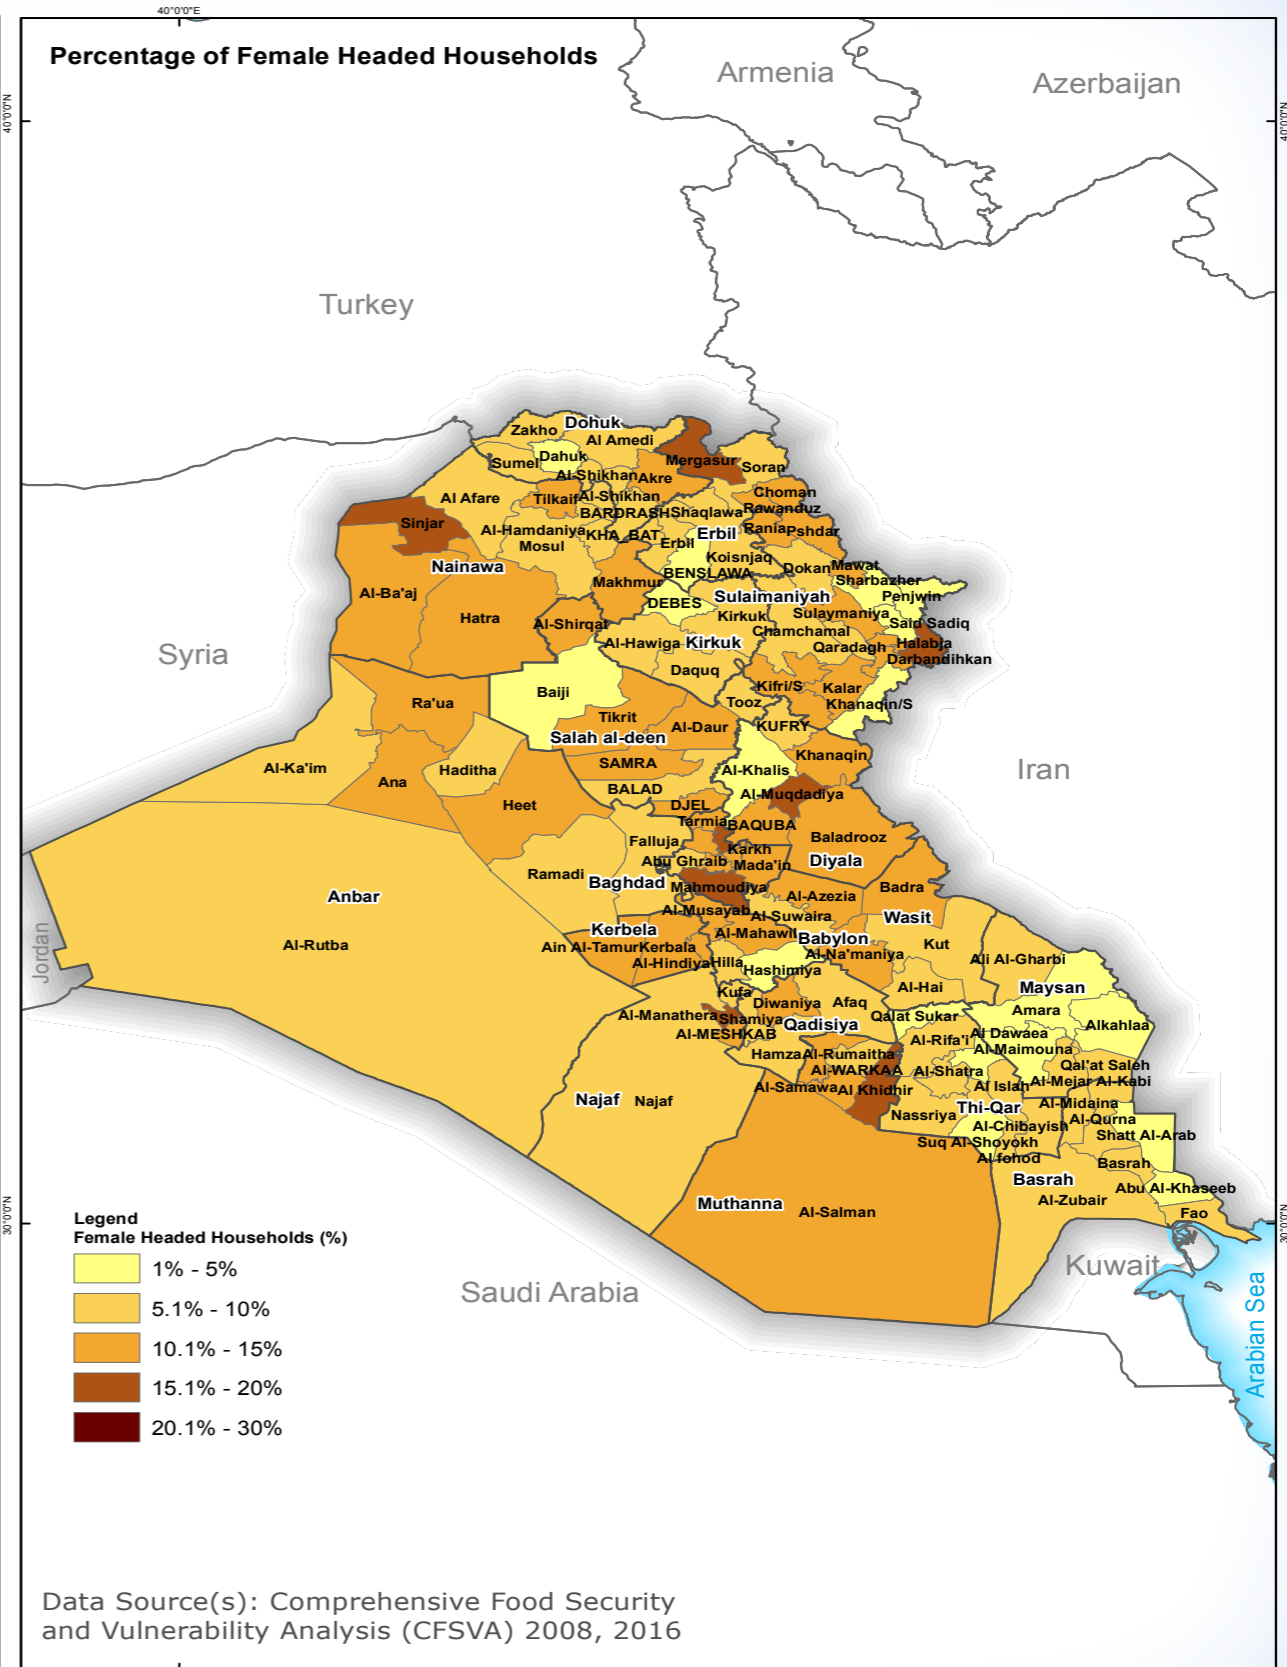 40°0'0"E
Percentage of Female Headed Households
Armenia
Azerbaijan
40°0'0"N
40°0'0"N
Turkey
Zakho
Dohuk
Al Amedi
Sumel
Dahuk
Mergasur
Soran
Al-Shikhan
Akre
Al Afare
Tilkaif
Al-Shikhan
Choman
BARDRASH
Shaqlawa
Rawanduz
Sinjar
Al-Hamdaniya
KHA_BAT
Erbil
Rania
Pshdar
Mosul
Erbil
Nainawa
Koisnjaq
Dokan
Mawat
BENSLAWA
Sharbazher
Makhmur
Al-Ba'aj
Sulaimaniyah
Penjwin
DEBES
Hatra
Kirkuk
Sulaymaniya
Said Sadiq
Al-Shirqat
Chamchamal
Al-Hawiga
Kirkuk
Qaradagh
Halabja
Syria
Darbandihkan
Daquq
Kifri/S
Kalar
Baiji
Ra'ua
Tooz
Khanaqin/S
Tikrit
Al-Daur
KUFRY
Salah al-deen
Khanaqin
Al-Ka'im
Haditha
SAMRA
Al-Khalis
Iran
Ana
BALAD
Al-Muqdadiya
Heet
DJEL
Tarmia
BAQUBA
Baladrooz
Falluja
Karkh
Abu Ghraib
Mada'in
Diyala
Ramadi
Baghdad
Mahmoudiya
Badra
Anbar
Al-Azezia
Al-Musayab
Al-Suwaira
Wasit
Kerbela
Al-Mahawil
Babylon
Jordan
Al-Rutba
Ain Al-Tamur
Kerbala
Kut
Al-Na'maniya
Ali Al-Gharbi
Al-Hindiya
Hilla
Hashimiya
Al-Hai
Maysan
Kufa
Diwaniya
Afaq
Amara
Al-Manathera
Shamiya
Qalat Sukar
Alkahlaa
Al-MESHKAB
Qadisiya
Al-Rifa'i
Al Dawaea
Al-Maimouna
Hamza
Al-Rumaitha
Qal'at Saleh
Al-WARKAA
Al-Shatra
Al-Mejar Al-Kabi
Al-Samawa
Al Khidhir
Al Islah
Najaf
Najaf
Nassriya
Thi-Qar
Al-Midaina
Al-Qurna
Al-Chibayish
Shatt Al-Arab
Suq Al-Shoyokh
Al fohod
Basrah
Basrah
Abu Al-Khaseeb
Muthanna
Al-Salman
Al-Zubair
Fao
30°0'0"N
30°0'0"N
Legend
Female Headed Households (%)
1% - 5%
5.1% - 10%
10.1% - 15%
15.1% - 20%
20.1% - 30%
Kuwait
Saudi Arabia
Arabian Sea
Data Source(s): Comprehensive Food Security
and Vulnerability Analysis (CFSVA) 2008, 2016